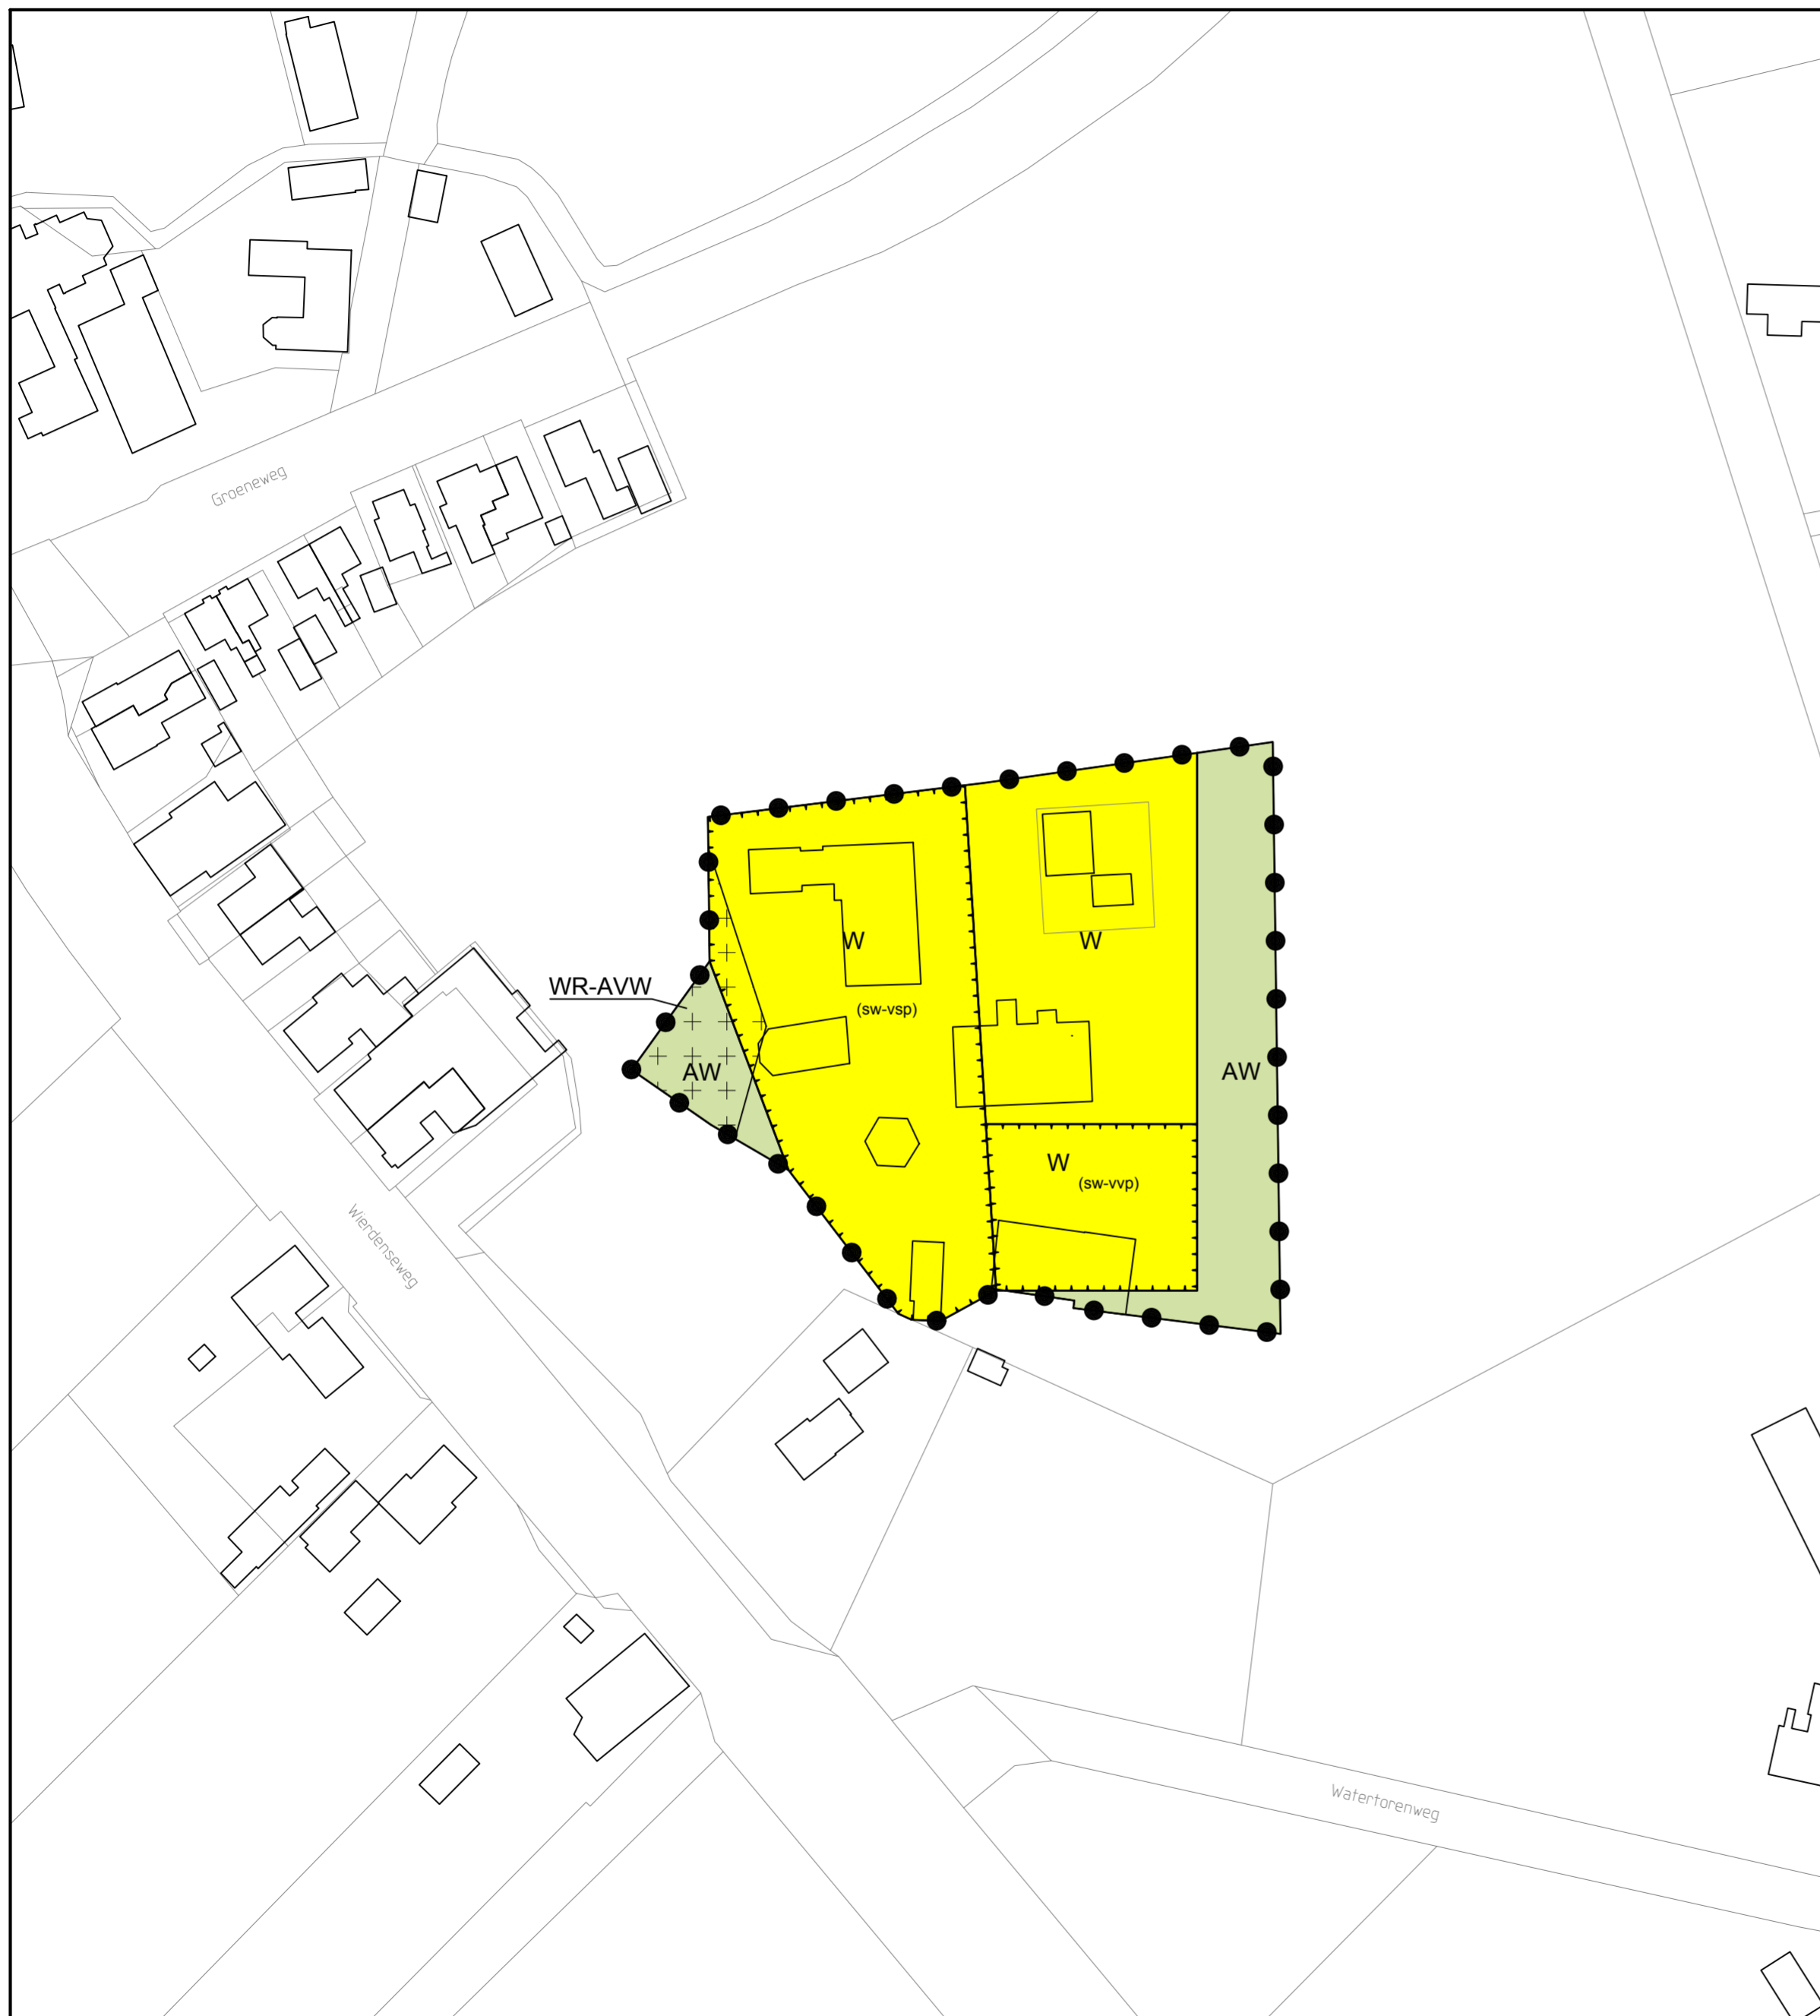 Groeneweg
W
W
WR-AVW
(sw-vsp)
AW
AW
W
(sw-vvp)
Wierdenseweg
Watertorenweg